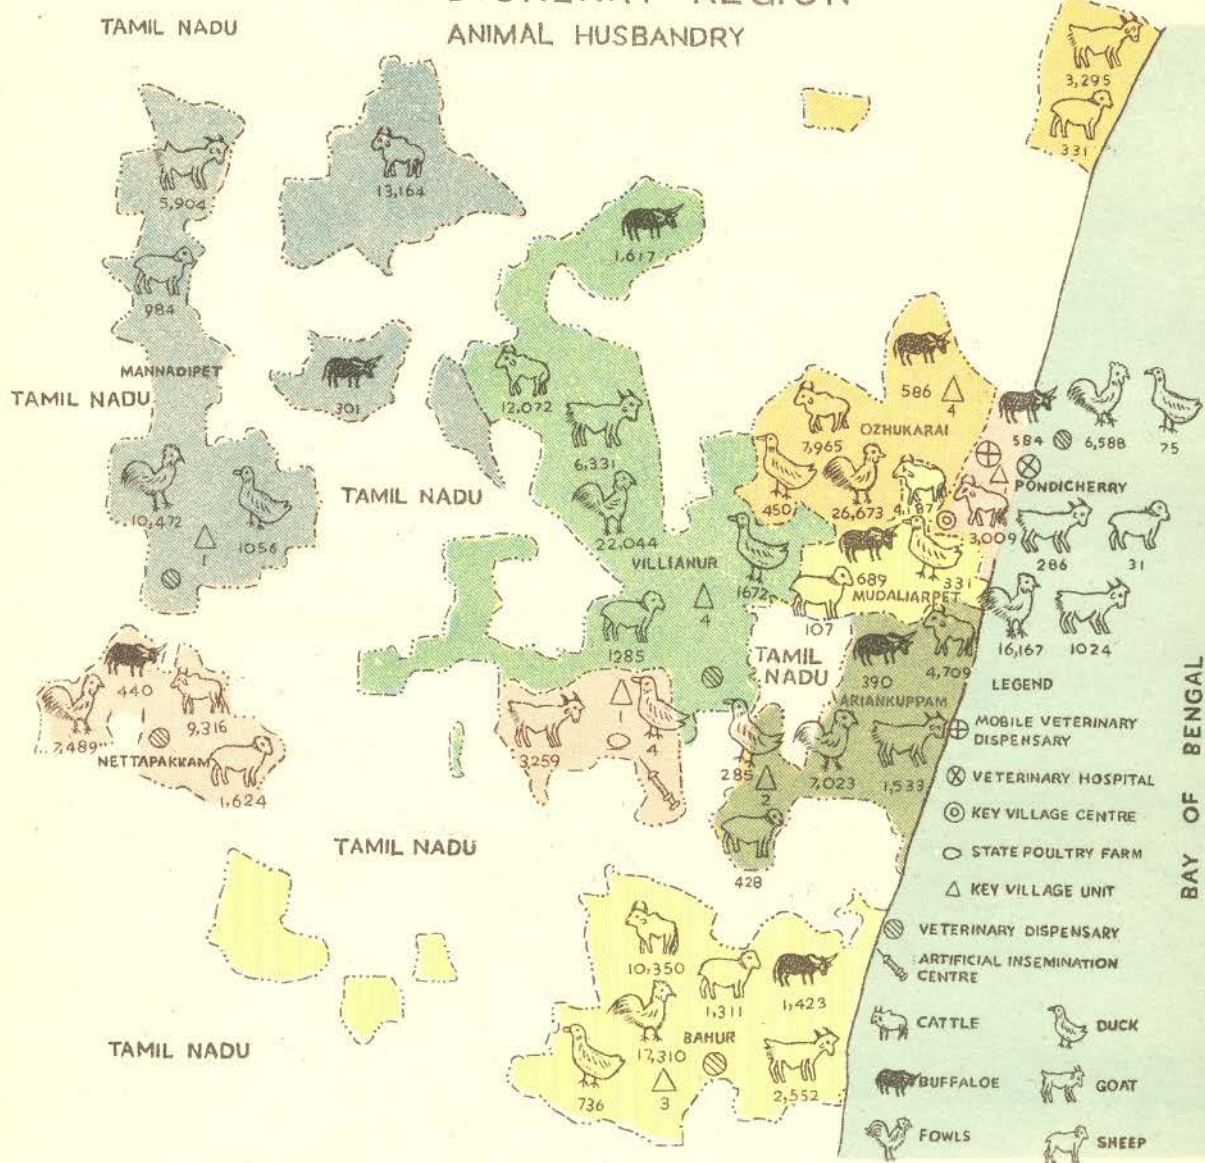 REGION
TAMIL NADU
ANIMAL HUSBANDRY
3,295
331
5,904
13,164
984
1,617
MANNADIPET
TAMIL NADU
301
12,072
6,331
586
4
7,965
OZHUKARAI
584
6,588
75
PONDICHERRY
TAMIL NADU
10,472
1056
1
22,044
VILLIANUR
450
26,673
4,187
3,009
286
31
1672
4
689
331
MUDALIARPET
107
16,167
1024
1285
TAMIL
NADU
390
4,709
ARIANKUPPAM
440
9,316
7,489
NETTAPAKKAM
1,624
3,259
1
4
285
2
7,023
1,533
428
TAMIL NADU
LEGEND
MOBILE VETERINARY
DISPENSARY
VETERINARY HOSPITAL
KEY VILLAGE CENTRE
STATE POULTRY FARM
KEY VILLAGE UNIT
VETERINARY DISPENSARY
ARTIFICIAL INSEMINATION
CENTRE
CATTLE
DUCK
BUFFALOE
GOAT
FOWLS
SHEEP
BAY OF BENGAL
10,350
1,311
1,423
17,310
BAHUR
736
3
2,552
TAMIL NADU